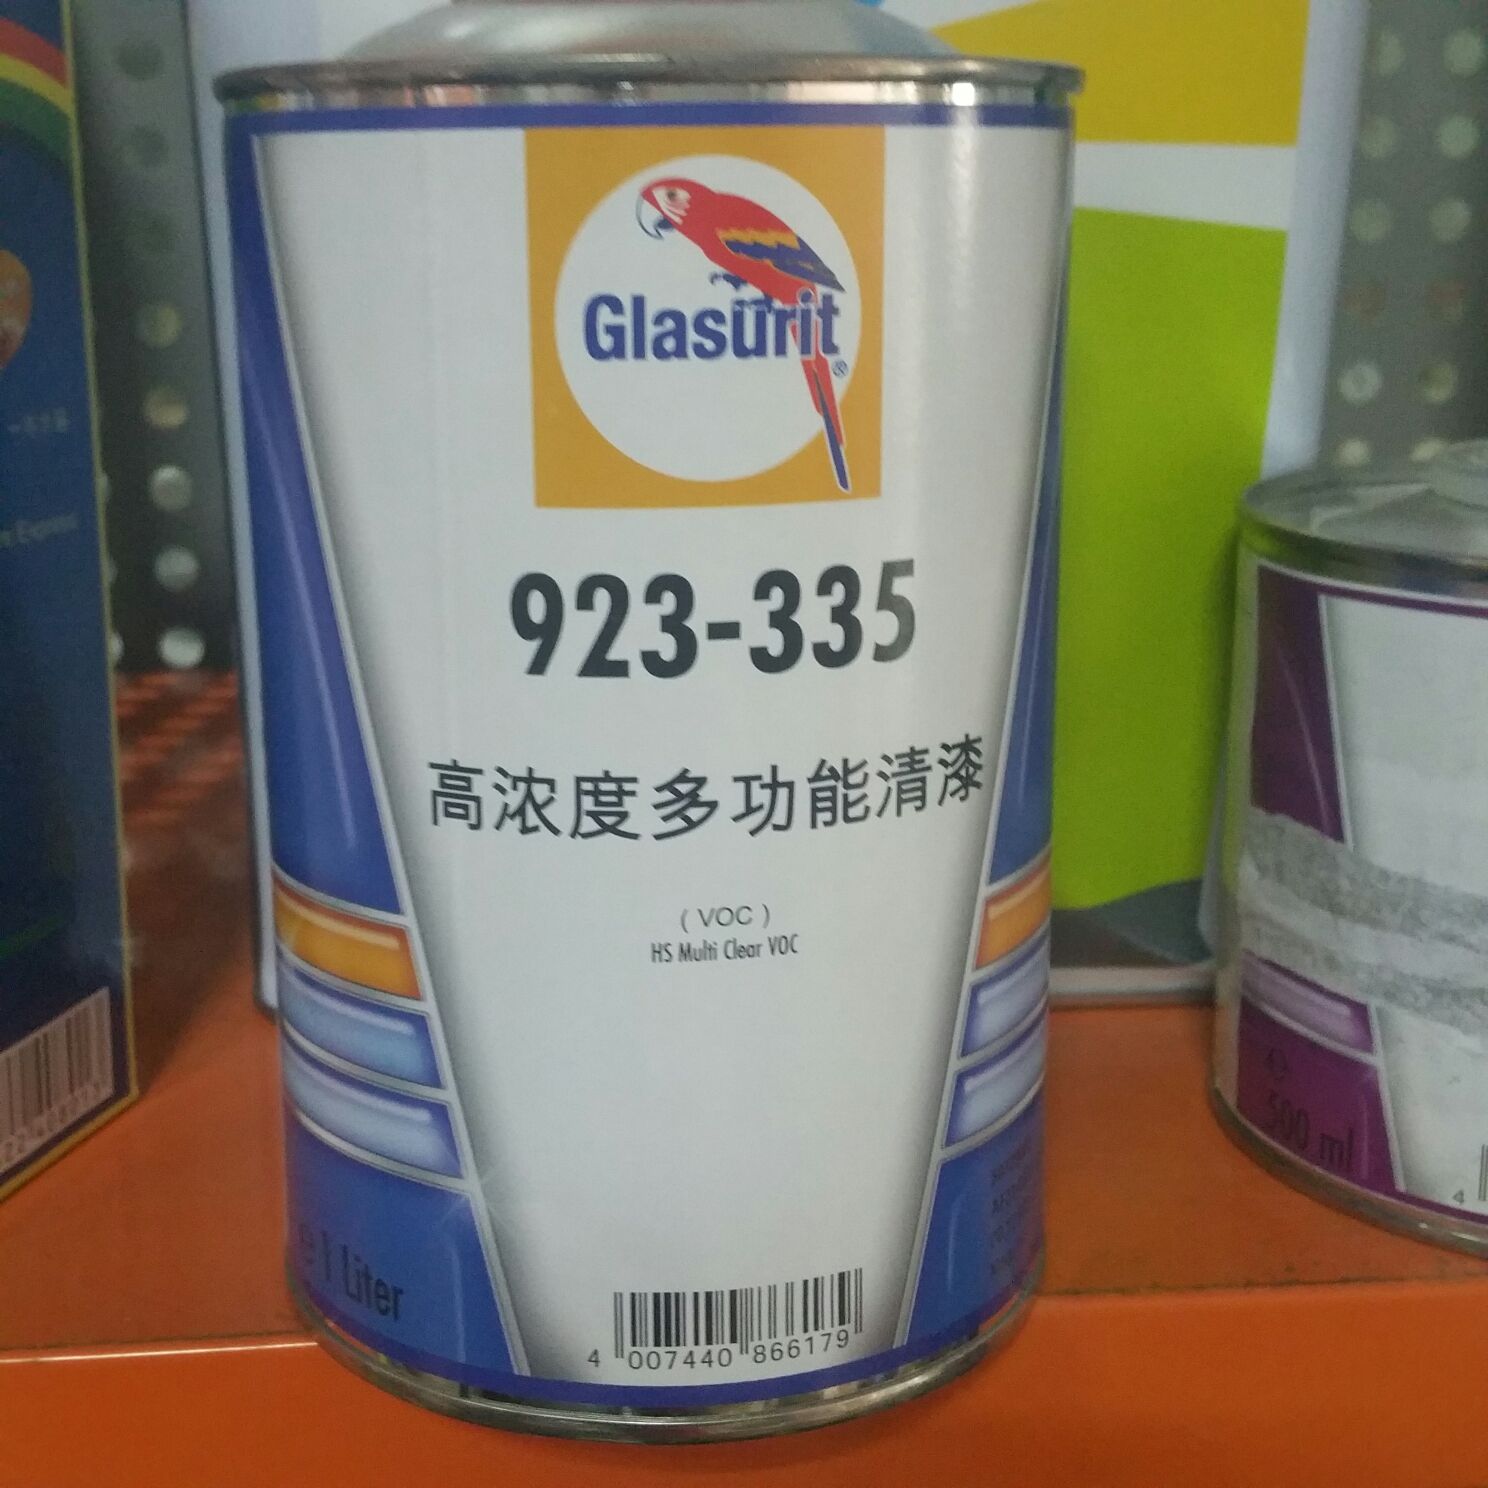 Glasurit®
923-335
高浓度多功能清漆
(VOC)
HS Multi Clear VOC
e 1 Liter
4 007440 866179
500 ml
4